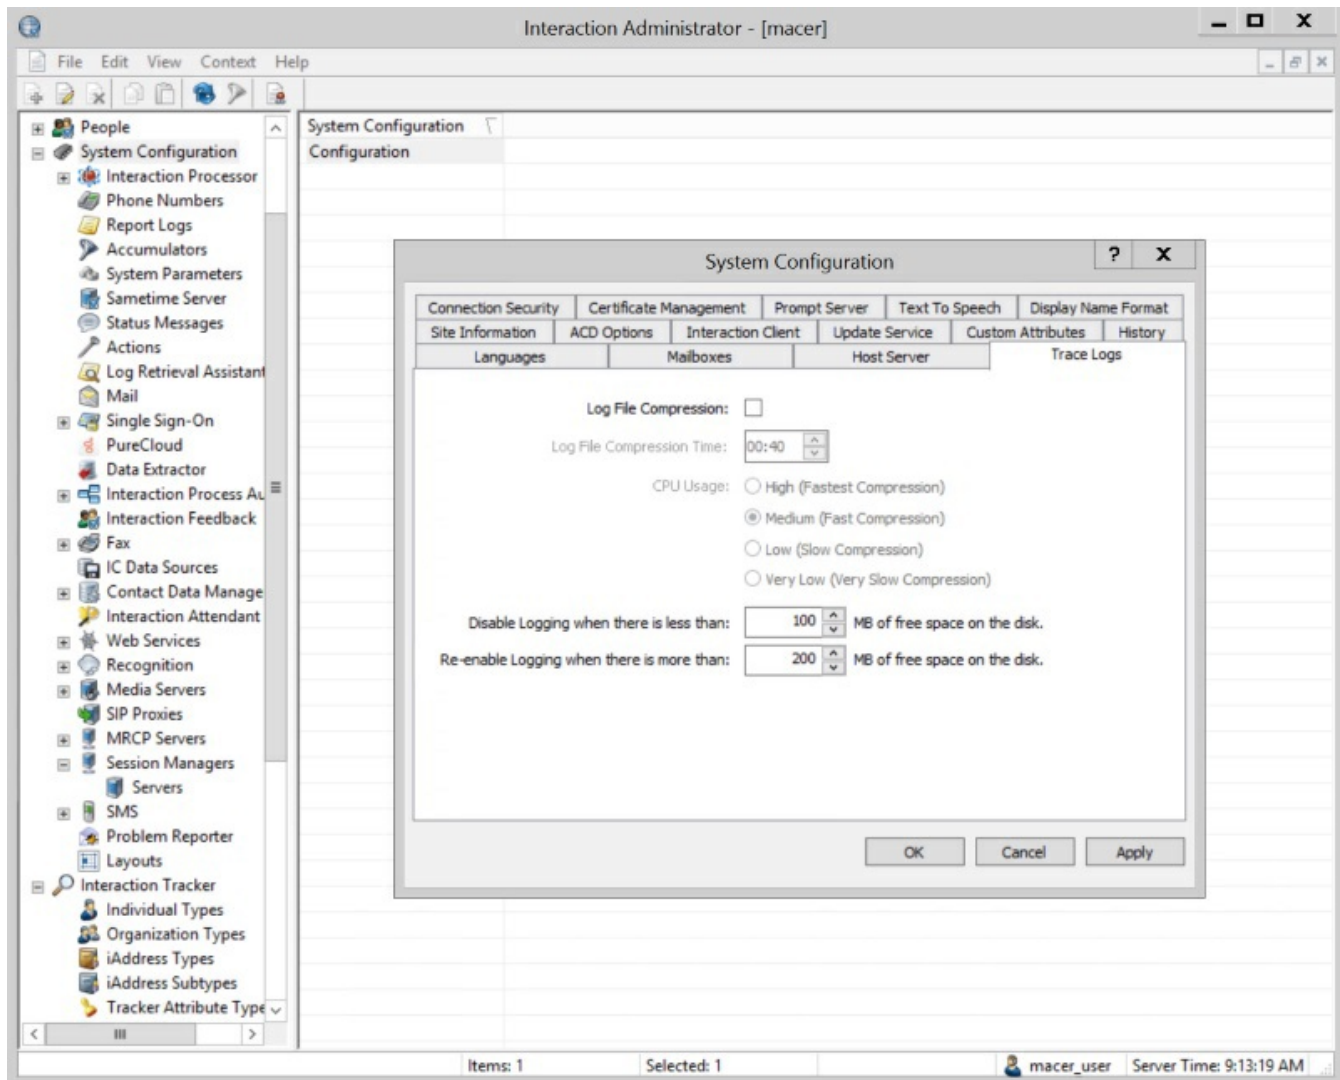 Interaction Administrator - [macer]
File Edit View Context Help
People
System Configuration
Interaction Processor
Phone Numbers
Report Logs
Accumulators
System Parameters
Sametime Server
Status Messages
Actions
Log Retrieval Assistant
Mail
Single Sign-On
PureCloud
Data Extractor
Interaction Process Au
Interaction Feedback
Fax
IC Data Sources
Contact Data Manage
Interaction Attendant
Web Services
Recognition
Media Servers
SIP Proxies
MRCP Servers
Session Managers
Servers
SMS
Problem Reporter
Layouts
Interaction Tracker
Individual Types
Organization Types
iAddress Types
iAddress Subtypes
Tracker Attribute Type
System Configuration
Configuration
System Configuration
Connection Security Certificate Management Prompt Server Text To Speech Display Name Format
Site Information ACD Options Interaction Client Update Service Custom Attributes History
Languages Mailboxes Host Server Trace Logs
Log File Compression:
Log File Compression Time: 00:40
CPU Usage: High (Fastest Compression)
Medium (Fast Compression)
Low (Slow Compression)
Very Low (Very Slow Compression)
Disable Logging when there is less than: 100 MB of free space on the disk.
Re-enable Logging when there is more than: 200 MB of free space on the disk.
OK Cancel Apply
Items: 1 Selected: 1 macer_user Server Time: 9:13:19 AM